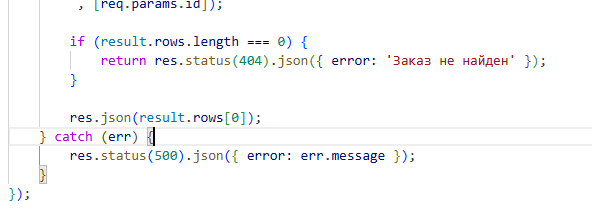 , [req.params.id]);
if (result.rows.length === 0) {
return res.status(404).json({ error: 'Заказ не найден' });
}
res.json(result.rows[0]);
} catch (err) {
res.status(500).json({ error: err.message });
}
});